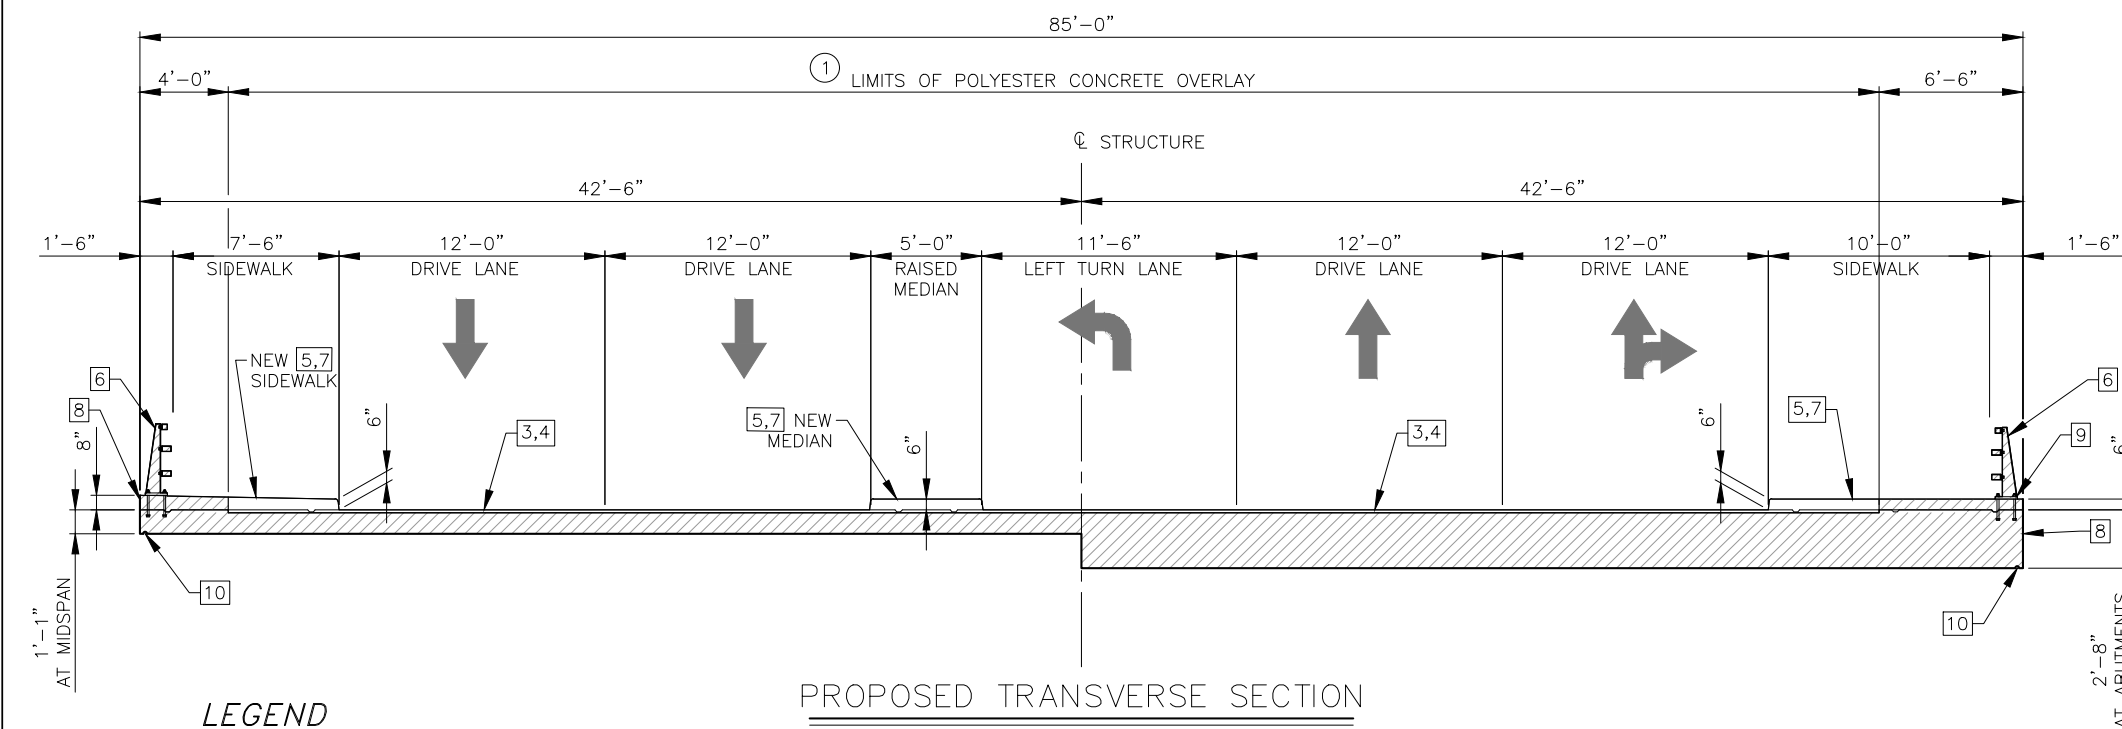 85'-0"
4'-0"
1 LIMITS OF POLYESTER CONCRETE OVERLAY
6'-6"
℄ STRUCTURE
42'-6"
42'-6"
1'-6"
7'-6"
SIDEWALK
12'-0"
DRIVE LANE
12'-0"
DRIVE LANE
5'-0"
RAISED
MEDIAN
11'-6"
LEFT TURN LANE
12'-0"
DRIVE LANE
12'-0"
DRIVE LANE
10'-0"
SIDEWALK
1'-6"
NEW 5,7
SIDEWALK
6
8
8"
6"
3,4
5,7 NEW
MEDIAN
6"
3,4
6"
5,7
6
9
6"
8
10
10
1'-1"
AT MIDSPAN
2'-8"
AT ABUTMENTS
PROPOSED TRANSVERSE SECTION
LEGEND